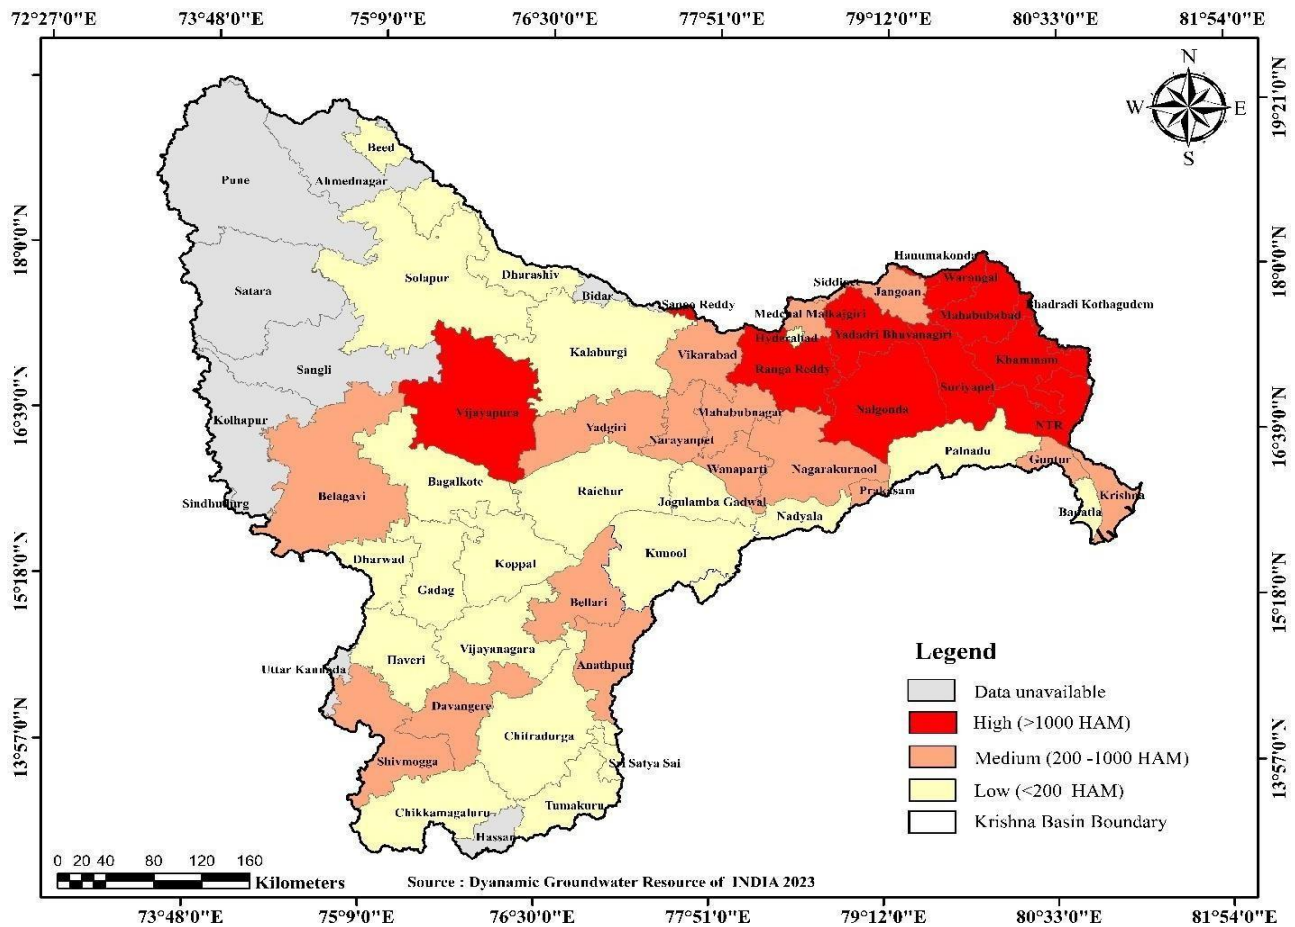 72°27'0"E 73°48'0"E 75°9'0"E 76°30'0"E 77°51'0"E 79°12'0"E 80°33'0"E 81°54'0"E
N
W E
S
19°21'0"N
18°0'0"N
18°0'0"N
16°39'0"N
16°39'0"N
15°18'0"N
15°18'0"N
13°57'0"N
13°57'0"N
Beed
Pune
Ahmednagar
Hanumakonda
Solapur
Dharashiv
Warangal
Satara
Bidar
Jangoan
Sango Reddy
Bhadradi Kothagudem
Medchal Malkajgiri
Mahabubabad
Hyderabad
Yadadri Bhuvanagiri
Kalaburgi
Vikarabad
Khammam
Sangli
Ranga Reddy
Suriyapet
Kolhapur
Vijayapura
Mahabubnagar
Nalgonda
Yadgiri
Narayanpet
NTR
Palnadu
Guntur
Wanaparti
Nagarakurnool
Bagalkote
Raichur
Belagavi
Prakasam
Krishna
Sindhudurg
Jogulamba Gadwal
Nadyala
Bapatla
Dharwad
Kunool
Koppal
Gadag
Bellari
Vijayanagara
Haveri
Anathpur
Uttar Kannada
Davangere
Chitradurga
Shivmogga
Sri Satya Sai
Chikkamagaluru
Tumakuru
Hassan
Legend
Data unavailable
High (>1000 HAM)
Medium (200 -1000 HAM)
Low (<200 HAM)
Krishna Basin Boundary
0 20 40 80 120 160
Kilometers
Source : Dyanamic Groundwater Resource of INDIA 2023
73°48'0"E 75°9'0"E 76°30'0"E 77°51'0"E 79°12'0"E 80°33'0"E 81°54'0"E